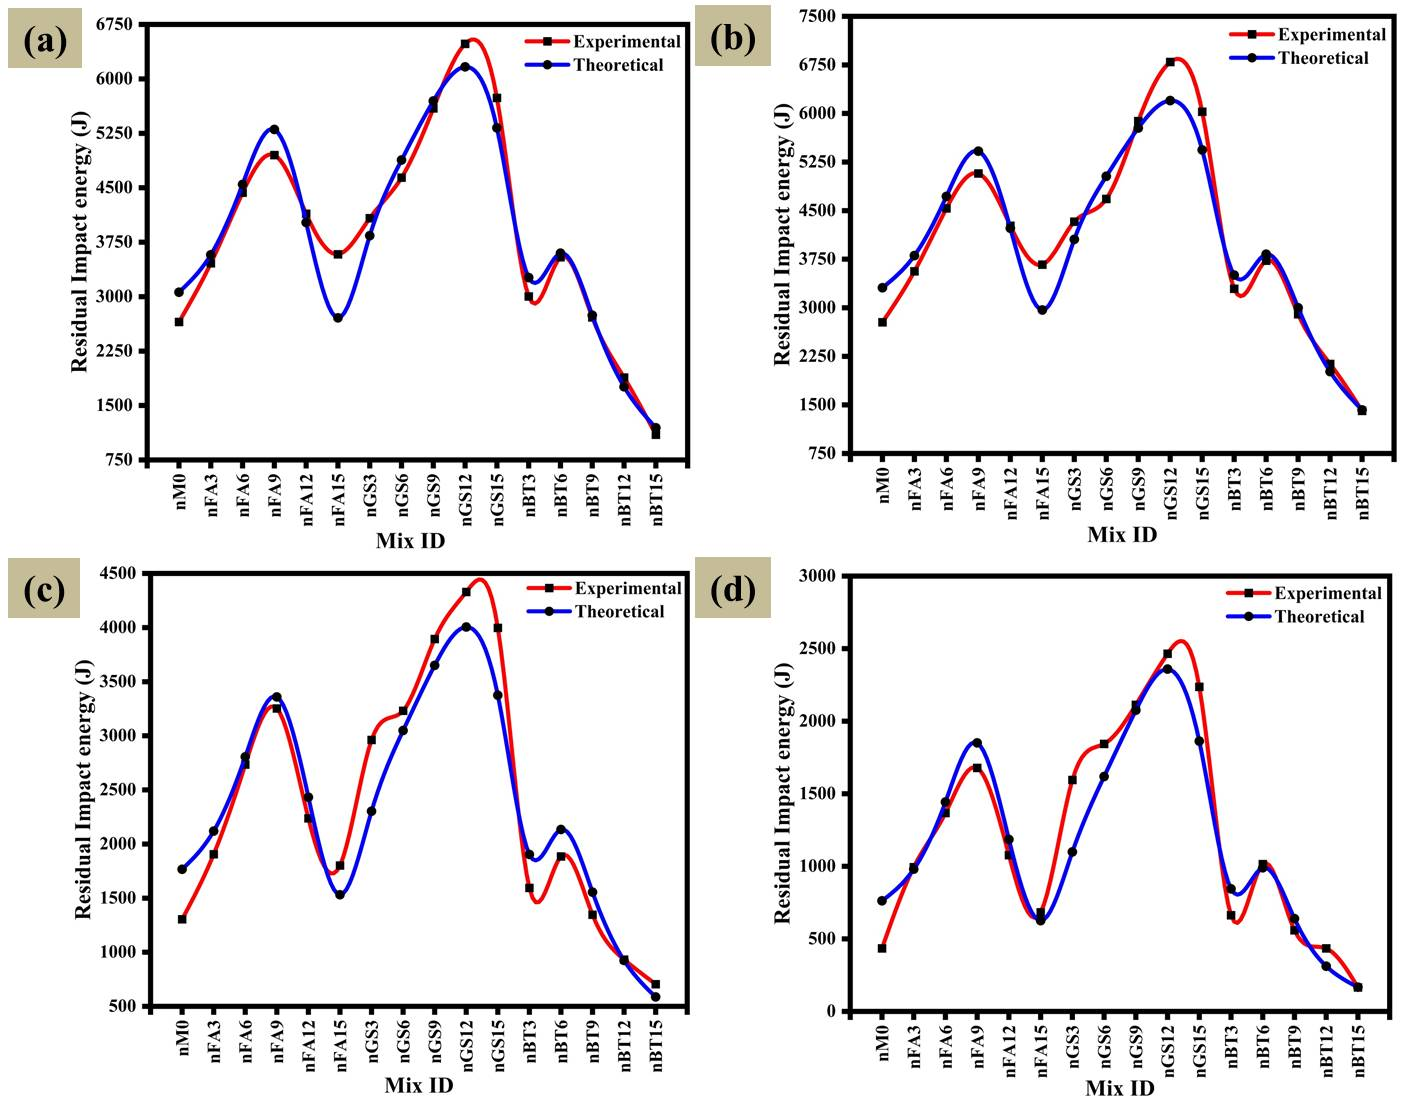 (a)
6750
6000
5250
4500
3750
3000
2250
1500
750
Residual Impact energy (J)
Experimental
Theoretical
nM0
nFA3
nFA6
nFA9
nFA12
nFA15
nGS3
nGS6
nGS9
nGS12
nGS15
nBT3
nBT6
nBT9
nBT12
nBT15
Mix ID
(b)
7500
6750
6000
5250
4500
3750
3000
2250
1500
750
Residual Impact energy (J)
Experimental
Theoretical
nM0
nFA3
nFA6
nFA9
nFA12
nFA15
nGS3
nGS6
nGS9
nGS12
nGS15
nBT3
nBT6
nBT9
nBT12
nBT15
Mix ID
(c)
4500
4000
3500
3000
2500
2000
1500
1000
500
Residual Impact energy (J)
Experimental
Theoretical
nM0
nFA3
nFA6
nFA9
nFA12
nFA15
nGS3
nGS6
nGS9
nGS12
nGS15
nBT3
nBT6
nBT9
nBT12
nBT15
Mix ID
(d)
3000
2500
2000
1500
1000
500
0
Residual Impact energy (J)
Experimental
Theoretical
nM0
nFA3
nFA6
nFA9
nFA12
nFA15
nGS3
nGS6
nGS9
nGS12
nGS15
nBT3
nBT6
nBT9
nBT12
nBT15
Mix ID